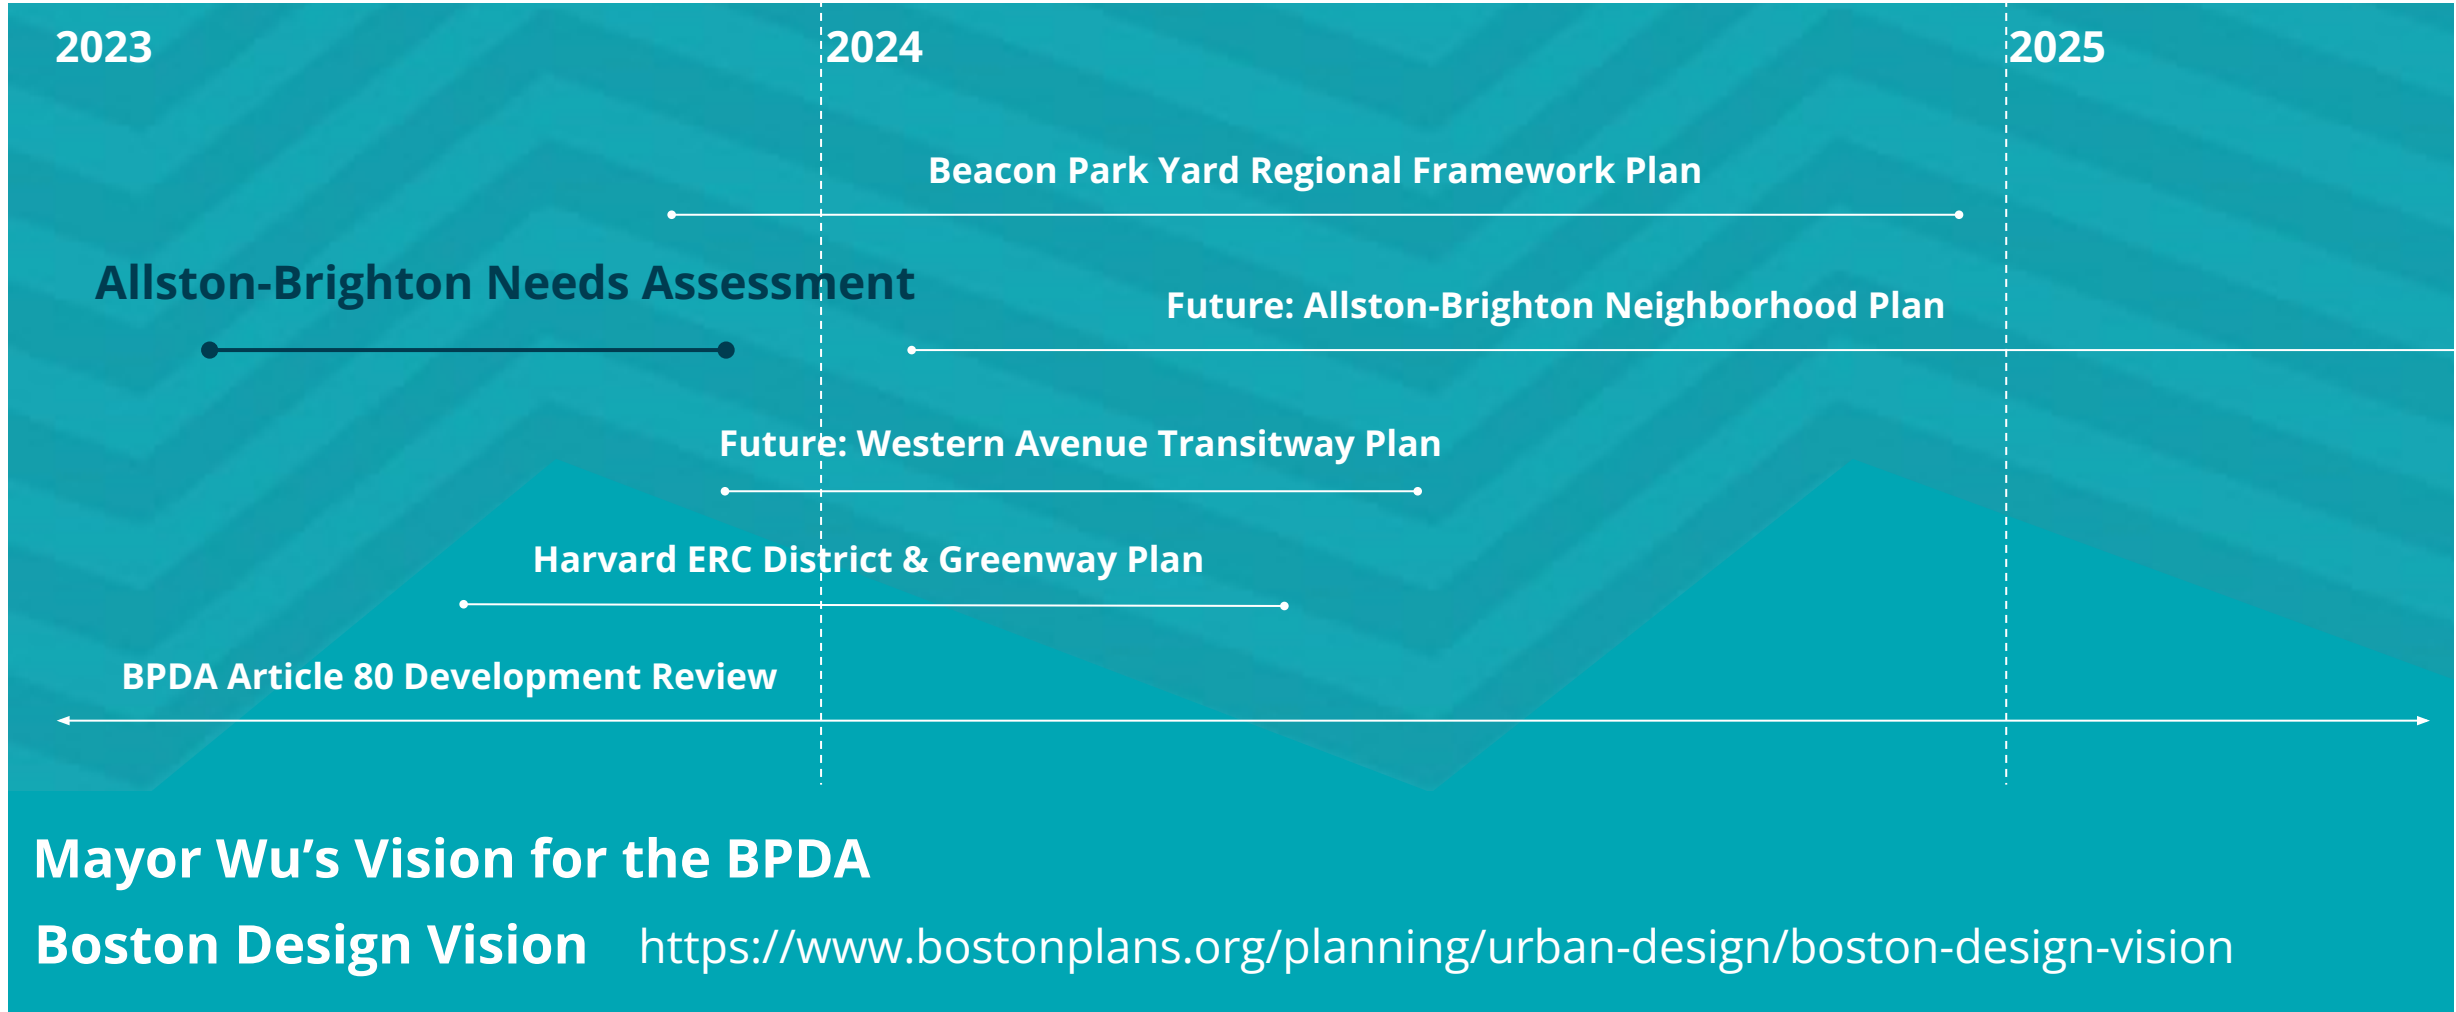 2023
2024
2025
Beacon Park Yard Regional Framework Plan
Allston-Brighton Needs Assessment
Future: Allston-Brighton Neighborhood Plan
Future: Western Avenue Transitway Plan
Harvard ERC District & Greenway Plan
BPDA Article 80 Development Review
Mayor Wu’s Vision for the BPDA
Boston Design Vision https://www.bostonplans.org/planning/urban-design/boston-design-vision